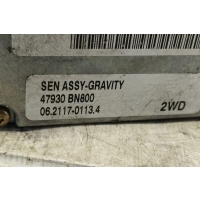 SEN ASSY-GRAVITY
47930 BN800
06.2117-0113.4
2WD